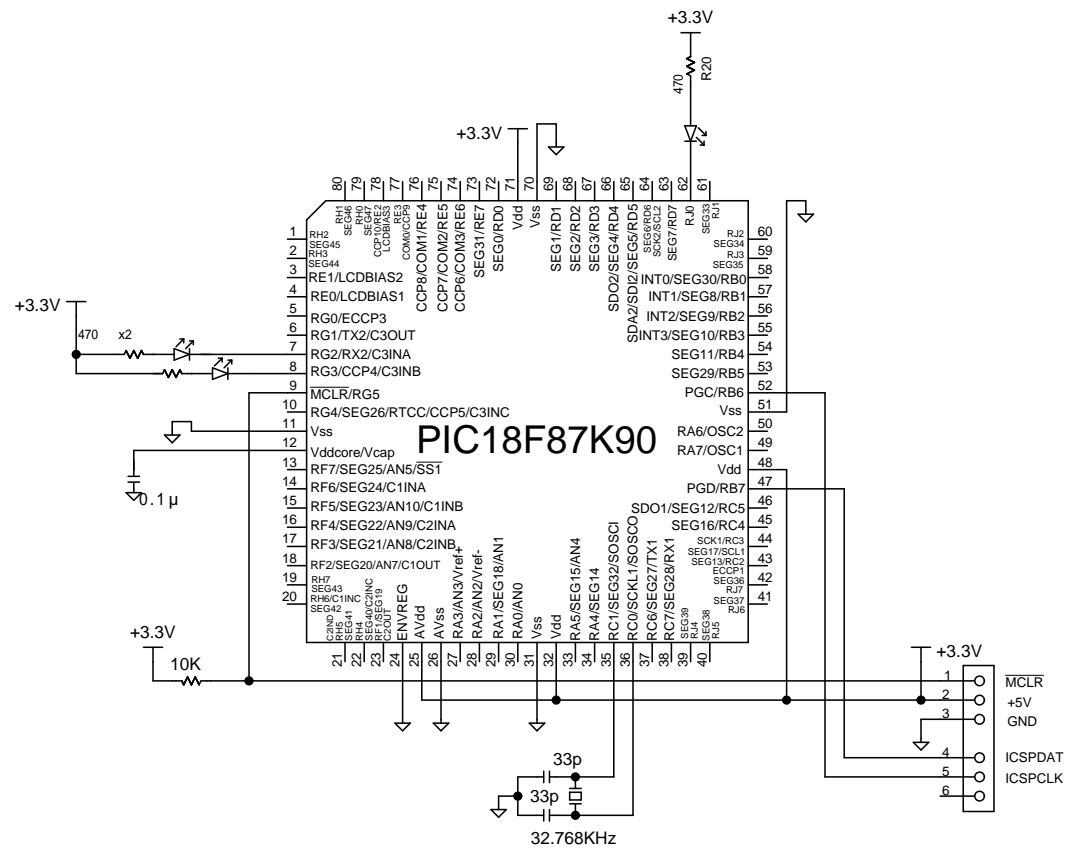 +3.3V
470
R20
+3.3V
80
79
78
77
76
75
74
73
72
71
70
69
68
67
66
65
64
63
62
61
RH1
SEG46
RH0
SEG47
CCP10/RE2
LCDBIAS3
RE3
COM0/CCP9
CCP8/COM1/RE4
CCP7/COM2/RE5
CCP6/COM3/RE6
SEG31/RE7
SEG0/RD0
Vdd
Vss
SEG1/RD1
SEG2/RD2
SEG3/RD3
SDO2/SEG4/RD4
SDA2/SDI2/SEG5/RD5
SEG6/RD6
SCK2/SCL2
SEG7/RD7
RJ0
SEG33
RJ1
1
RH2
SEG45
2
RH3
SEG44
3
RE1/LCDBIAS2
4
RE0/LCDBIAS1
5
RG0/ECCP3
6
RG1/TX2/C3OUT
7
RG2/RX2/C3INA
8
RG3/CCP4/C3INB
9
MCLR/RG5
10
RG4/SEG26/RTCC/CCP5/C3INC
11
Vss
12
Vddcore/Vcap
13
RF7/SEG25/AN5/SS1
14
RF6/SEG24/C1INA
15
RF5/SEG23/AN10/C1INB
16
RF4/SEG22/AN9/C2INA
17
RF3/SEG21/AN8/C2INB
18
RF2/SEG20/AN7/C1OUT
19
RH7
SEG43
20
RH6/C1INC
SEG42
+3.3V
470 x2
0.1µ
PIC18F87K90
RJ2
SEG34
60
RJ3
SEG35
59
INT0/SEG30/RB0
58
INT1/SEG8/RB1
57
INT2/SEG9/RB2
56
INT3/SEG10/RB3
55
SEG11/RB4
54
SEG29/RB5
53
PGC/RB6
52
Vss
51
RA6/OSC2
50
RA7/OSC1
49
Vdd
48
PGD/RB7
47
SDO1/SEG12/RC5
46
SEG16/RC4
45
SCK1/RC3
SEG17/SCL1
44
SEG13/RC2
ECCP1
43
SEG36
RJ7
42
SEG37
RJ6
41
C2IND
RH5
SEG41
RH4
SEG40/C2INC
RF1/SEG19
C2OUT
ENVREG
AVdd
AVss
RA3/AN3/Vref+
RA2/AN2/Vref-
RA1/SEG18/AN1
RA0/AN0
Vss
Vdd
RA5/SEG15/AN4
RA4/SEG14
RC1/SEG32/SOSCI
RC0/SCKL1/SOSCO
RC6/SEG27/TX1
RC7/SEG28/RX1
SEG39
RJ4
SEG38
RJ5
21
22
23
24
25
26
27
28
29
30
31
32
33
34
35
36
37
38
39
40
+3.3V
10K
+3.3V
1
MCLR
2
+5V
3
GND
4
ICSPDAT
5
ICSPCLK
6
33p
33p
32.768KHz